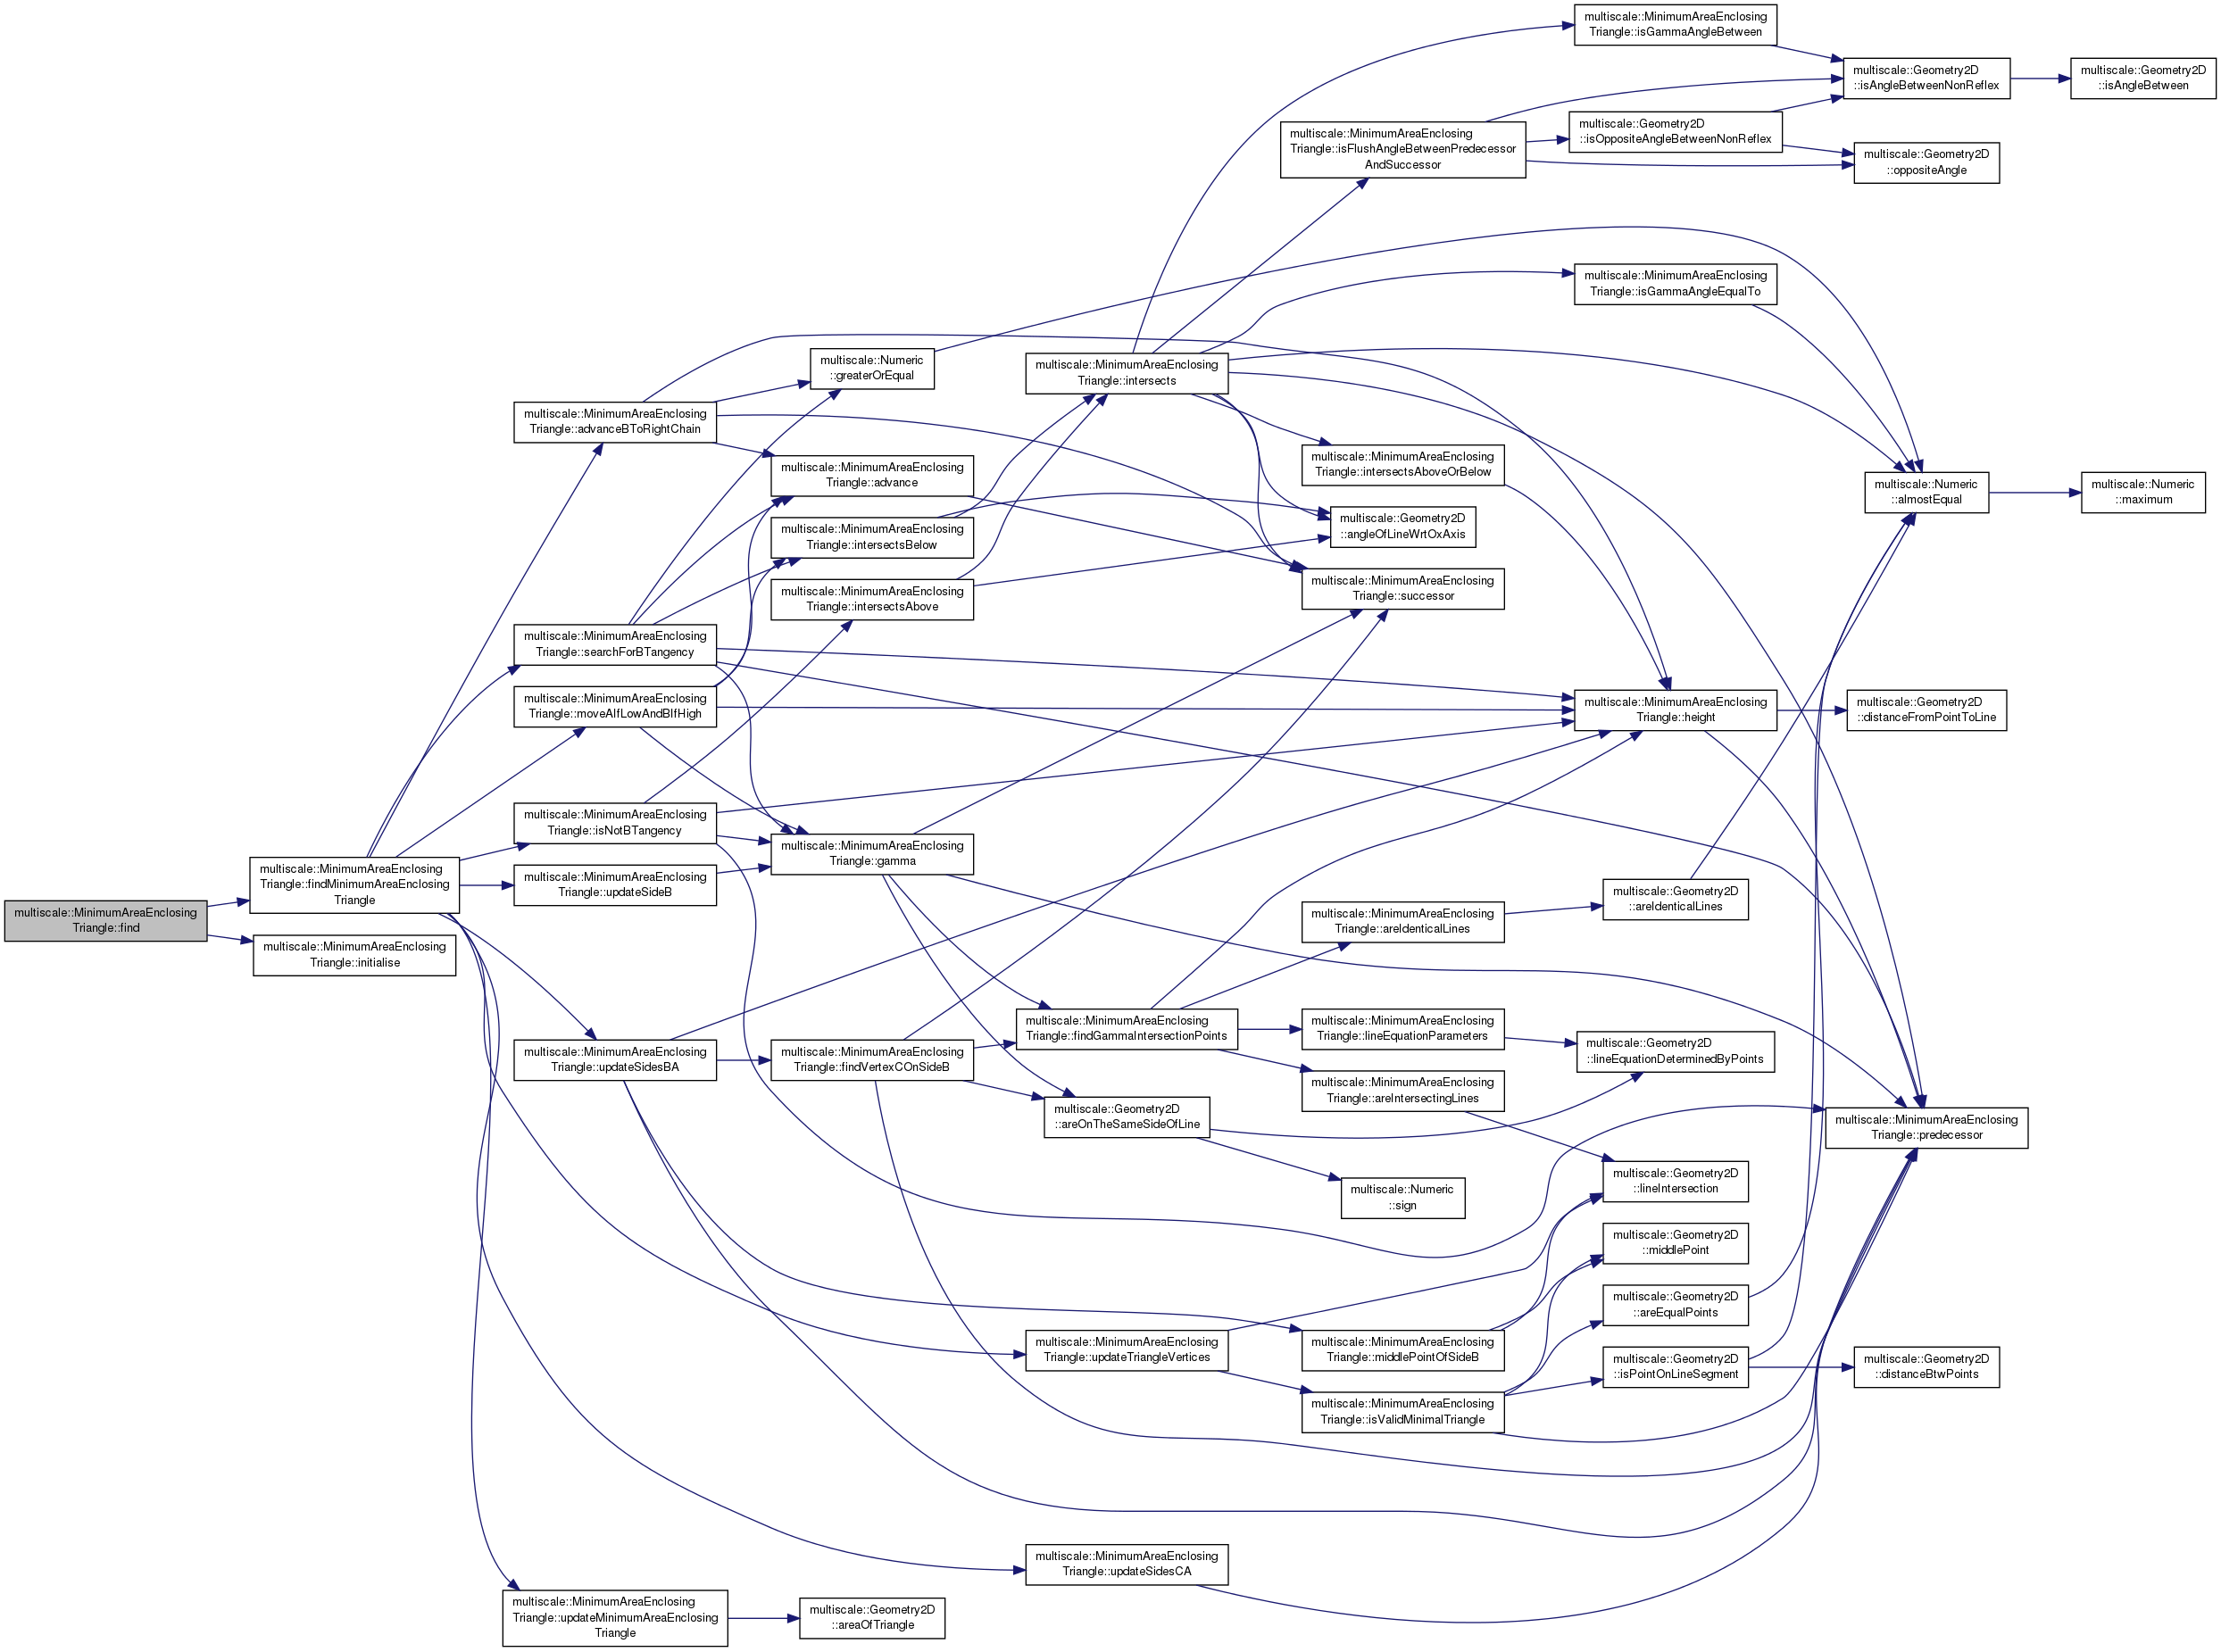 multiscale::MinimumAreaEnclosing
Triangle::find
multiscale::MinimumAreaEnclosing
Triangle::findMinimumAreaEnclosing
Triangle
multiscale::MinimumAreaEnclosing
Triangle::initialise
multiscale::MinimumAreaEnclosing
Triangle::advanceBToRightChain
multiscale::MinimumAreaEnclosing
Triangle::searchForBTangency
multiscale::MinimumAreaEnclosing
Triangle::moveAIfLowAndBIfHigh
multiscale::MinimumAreaEnclosing
Triangle::isNotBTangency
multiscale::MinimumAreaEnclosing
Triangle::updateSideB
multiscale::MinimumAreaEnclosing
Triangle::updateSidesBA
multiscale::MinimumAreaEnclosing
Triangle::updateMinimumAreaEnclosing
Triangle
multiscale::Numeric
::greaterOrEqual
multiscale::MinimumAreaEnclosing
Triangle::advance
multiscale::MinimumAreaEnclosing
Triangle::intersectsBelow
multiscale::MinimumAreaEnclosing
Triangle::intersectsAbove
multiscale::MinimumAreaEnclosing
Triangle::gamma
multiscale::MinimumAreaEnclosing
Triangle::findVertexCOnSideB
multiscale::Geometry2D
::areaOfTriangle
multiscale::MinimumAreaEnclosing
Triangle::intersects
multiscale::MinimumAreaEnclosing
Triangle::findGammaIntersectionPoints
multiscale::Geometry2D
::areOnTheSameSideOfLine
multiscale::MinimumAreaEnclosing
Triangle::updateTriangleVertices
multiscale::MinimumAreaEnclosing
Triangle::updateSidesCA
multiscale::MinimumAreaEnclosing
Triangle::isFlushAngleBetweenPredecessor
AndSuccessor
multiscale::MinimumAreaEnclosing
Triangle::intersectsAboveOrBelow
multiscale::Geometry2D
::angleOfLineWrtOxAxis
multiscale::MinimumAreaEnclosing
Triangle::successor
multiscale::MinimumAreaEnclosing
Triangle::areIdenticalLines
multiscale::MinimumAreaEnclosing
Triangle::lineEquationParameters
multiscale::MinimumAreaEnclosing
Triangle::areIntersectingLines
multiscale::Numeric
::sign
multiscale::MinimumAreaEnclosing
Triangle::middlePointOfSideB
multiscale::MinimumAreaEnclosing
Triangle::isValidMinimalTriangle
multiscale::MinimumAreaEnclosing
Triangle::isGammaAngleBetween
multiscale::Geometry2D
::isOppositeAngleBetweenNonReflex
multiscale::MinimumAreaEnclosing
Triangle::isGammaAngleEqualTo
multiscale::MinimumAreaEnclosing
Triangle::height
multiscale::Geometry2D
::areIdenticalLines
multiscale::Geometry2D
::lineEquationDeterminedByPoints
multiscale::Geometry2D
::lineIntersection
multiscale::Geometry2D
::middlePoint
multiscale::Geometry2D
::areEqualPoints
multiscale::Geometry2D
::isPointOnLineSegment
multiscale::Geometry2D
::isAngleBetweenNonReflex
multiscale::Geometry2D
::oppositeAngle
multiscale::Numeric
::almostEqual
multiscale::Geometry2D
::distanceFromPointToLine
multiscale::MinimumAreaEnclosing
Triangle::predecessor
multiscale::Geometry2D
::distanceBtwPoints
multiscale::Geometry2D
::isAngleBetween
multiscale::Numeric
::maximum